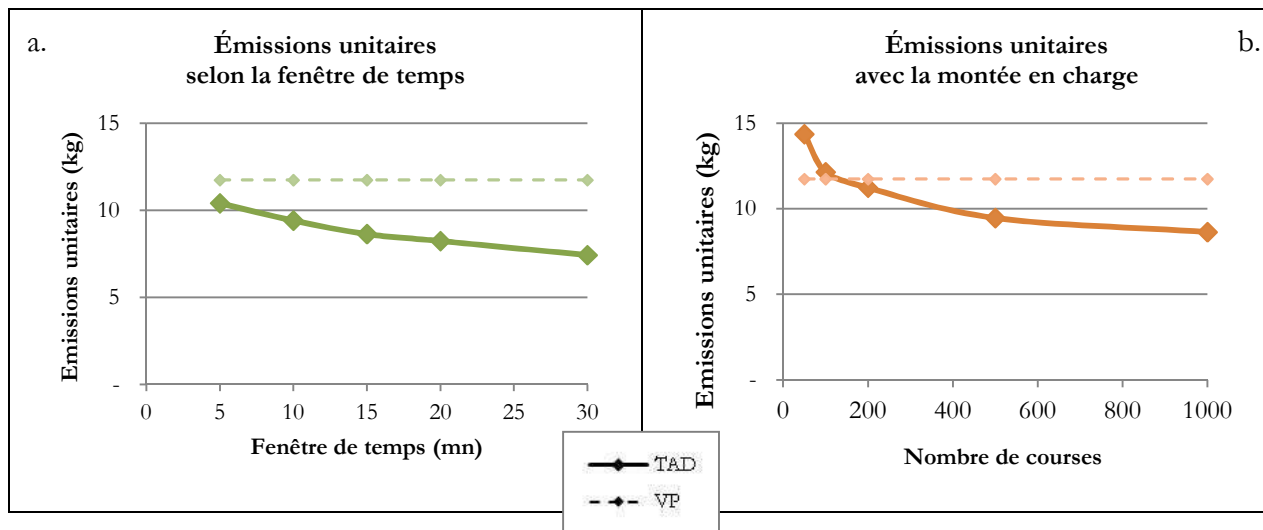 a.
Émissions unitaires
selon la fenêtre de temps
Emissions unitaires (kg)
15
10
5
-
0 5 10 15 20 25 30
Fenêtre de temps (mn)
b.
Émissions unitaires
avec la montée en charge
Emissions unitaires (kg)
15
10
5
-
0 200 400 600 800 1000
Nombre de courses
TAD
VP